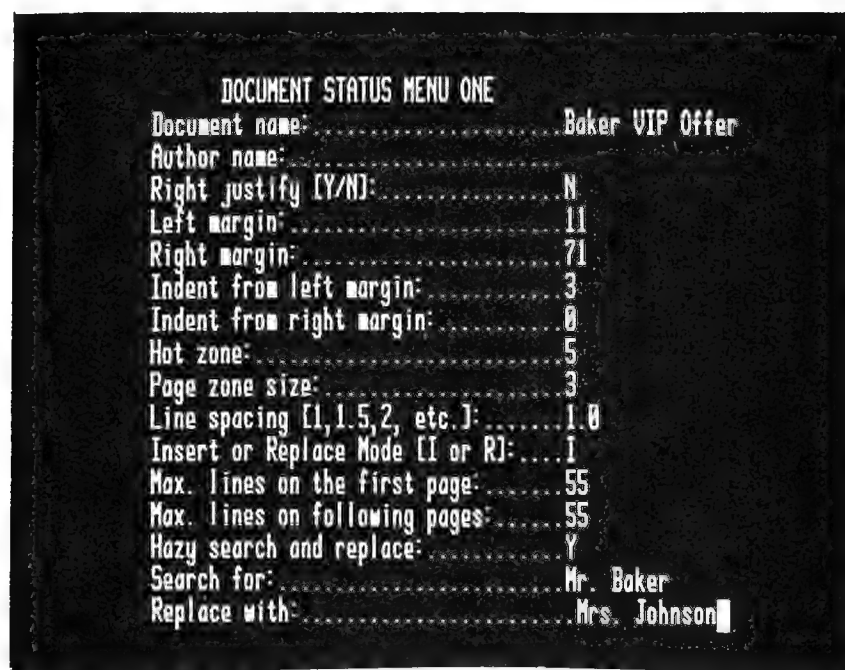 DOCUMENT STATUS MENU ONE
Document name:......................Baker VIP Offer
Author name:........................
Right justify [Y/N]:................N
Left margin:........................11
Right margin:.......................71
Indent from left margin:............3
Indent from right margin:...........0
Hot zone:...........................5
Page zone size:.....................3
Line spacing [1,1.5,2, etc.]:.......1.0
Insert or Replace Mode [I or R]:....I
Max. lines on the first page:.......55
Max. lines on following pages:......55
Hazy search and replace:............Y
Search for:.........................Mr. Baker
Replace with:........................Mrs. Johnson